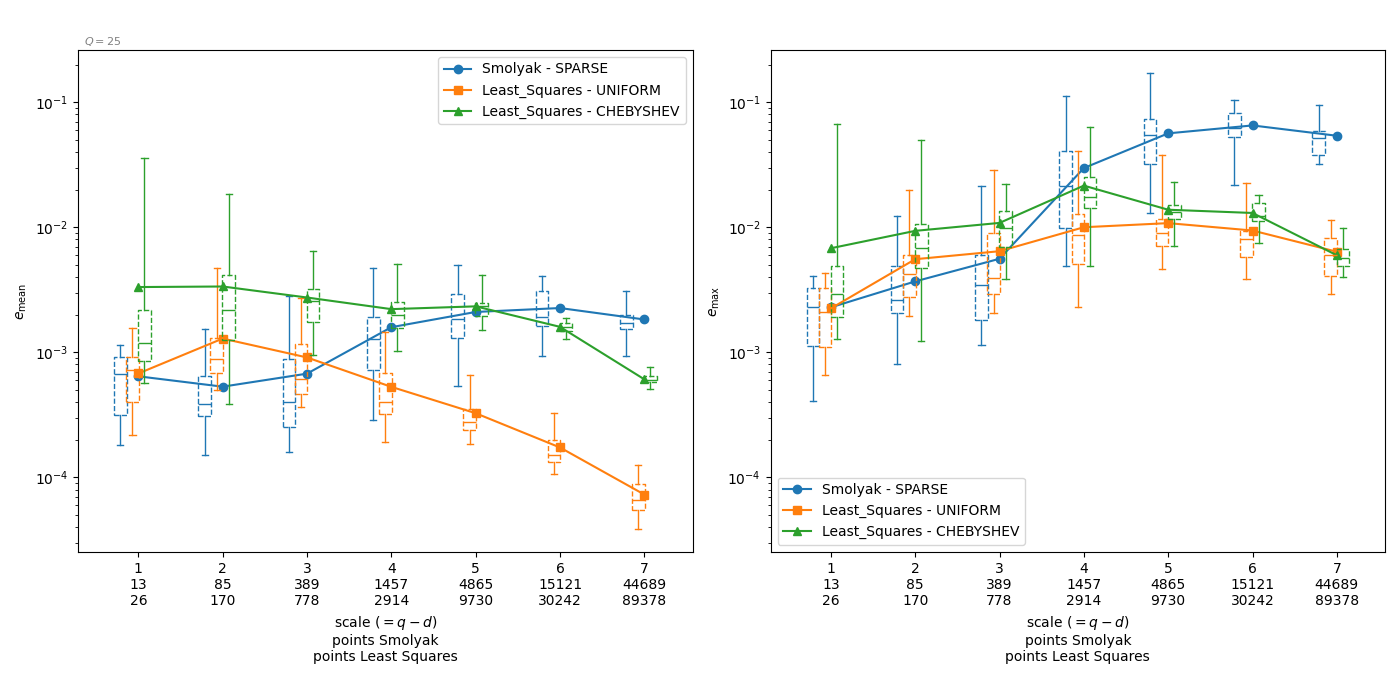 Q = 25
Smolyak - SPARSE
Least_Squares - UNIFORM
Least_Squares - CHEBYSHEV
10⁻¹
10⁻²
10⁻³
10⁻⁴
e_mean
1 2 3 4 5 6 7
13 85 389 1457 4865 15121 44689
26 170 778 2914 9730 30242 89378
scale (= q − d)
points Smolyak
points Least Squares
10⁻¹
10⁻²
10⁻³
10⁻⁴
e_max
Smolyak - SPARSE
Least_Squares - UNIFORM
Least_Squares - CHEBYSHEV
1 2 3 4 5 6 7
13 85 389 1457 4865 15121 44689
26 170 778 2914 9730 30242 89378
scale (= q − d)
points Smolyak
points Least Squares